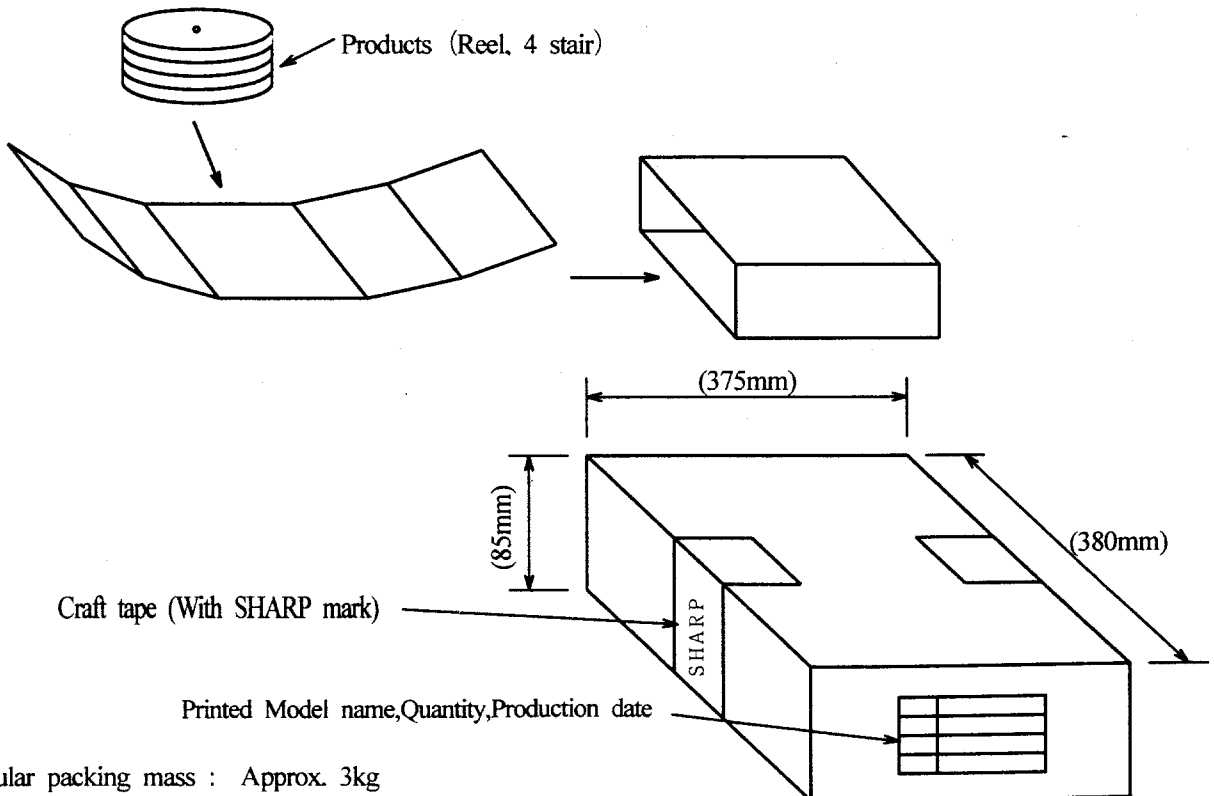 Products (Reel, 4 stair)
(375mm)
(85mm)
(380mm)
Craft tape (With SHARP mark)
SHARP
Printed Model name,Quantity,Production date
packing mass : Approx. 3kg